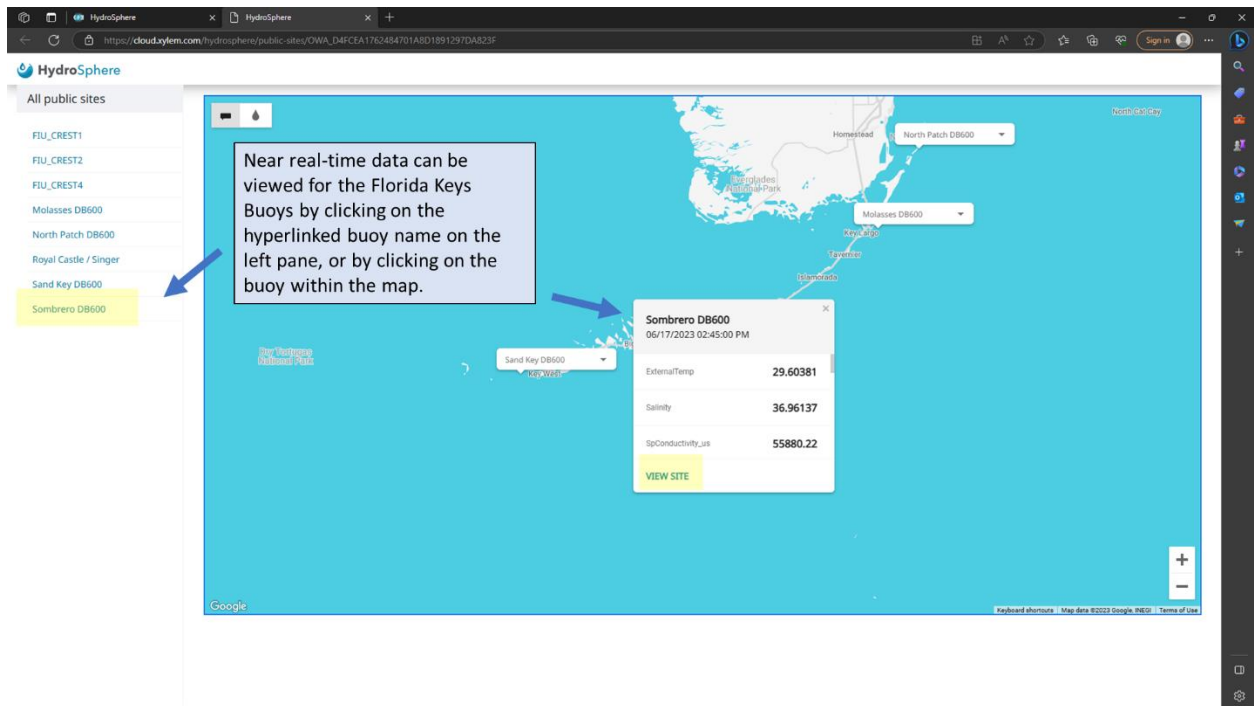 HydroSphere
HydroSphere
https://cloud.xylem.com/hydrosphere/public-sites/OWA_D4FCEA1762484701A8D1891297DA823F
Sign in
HydroSphere
All public sites
FIU_CREST1
FIU_CREST2
FIU_CREST4
Molasses DB600
North Patch DB600
Royal Castle / Singer
Sand Key DB600
Sombrero DB600
Near real-time data can be
viewed for the Florida Keys
Buoys by clicking on the
hyperlinked buoy name on the
left pane, or by clicking on the
buoy within the map.
North Cat Cay
Homestead
North Patch DB600
Everglades
National Park
Molasses DB600
Key Largo
Tavernier
Islamorada
Dry Tortugas
National Park
Sand Key DB600
Key West
Sombrero DB600
06/17/2023 02:45:00 PM
ExternalTemp 29.60381
Salinity 36.96137
SpConductivity_us 55880.22
VIEW SITE
Google
Keyboard shortcuts Map data ©2023 Google, INEGI Terms of Use